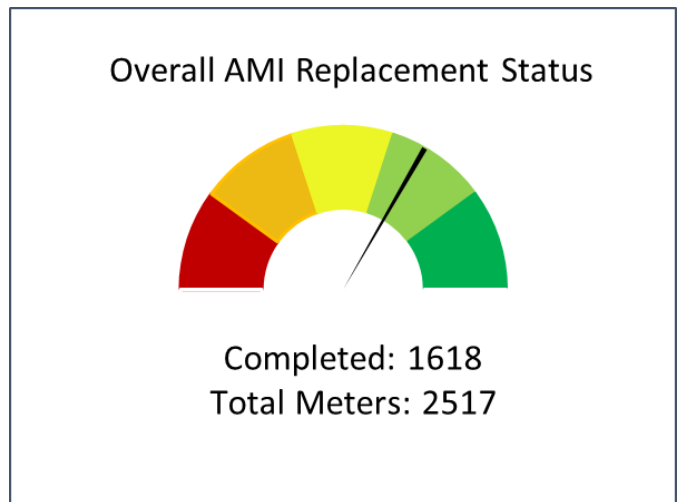 Overall AMI Replacement Status
Completed: 1618
Total Meters: 2517